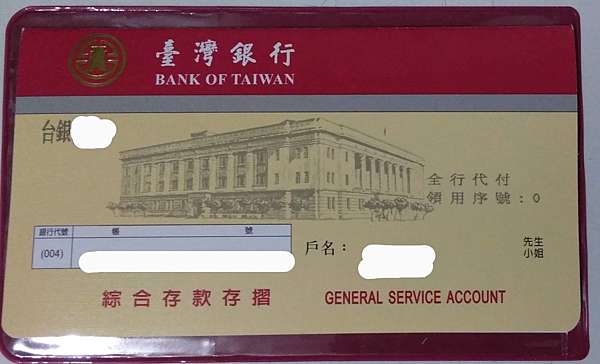 臺灣銀行
BANK OF TAIWAN
台銀
全行代付
領用序號：0
銀行代號 帳 號
(004)
戶名：
先生
小姐
綜合存款存摺 GENERAL SERVICE ACCOUNT